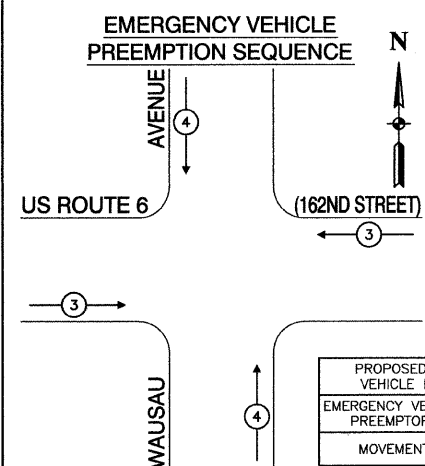 EMERGENCY VEHICLE
PREEMPTION SEQUENCE
N
AVENUE
4
US ROUTE 6
(162ND STREET)
3
3
4
WAUSAU
PROPOSED
VEHICLE
EMERGENCY
PREEMPTOR
MOVEMENT